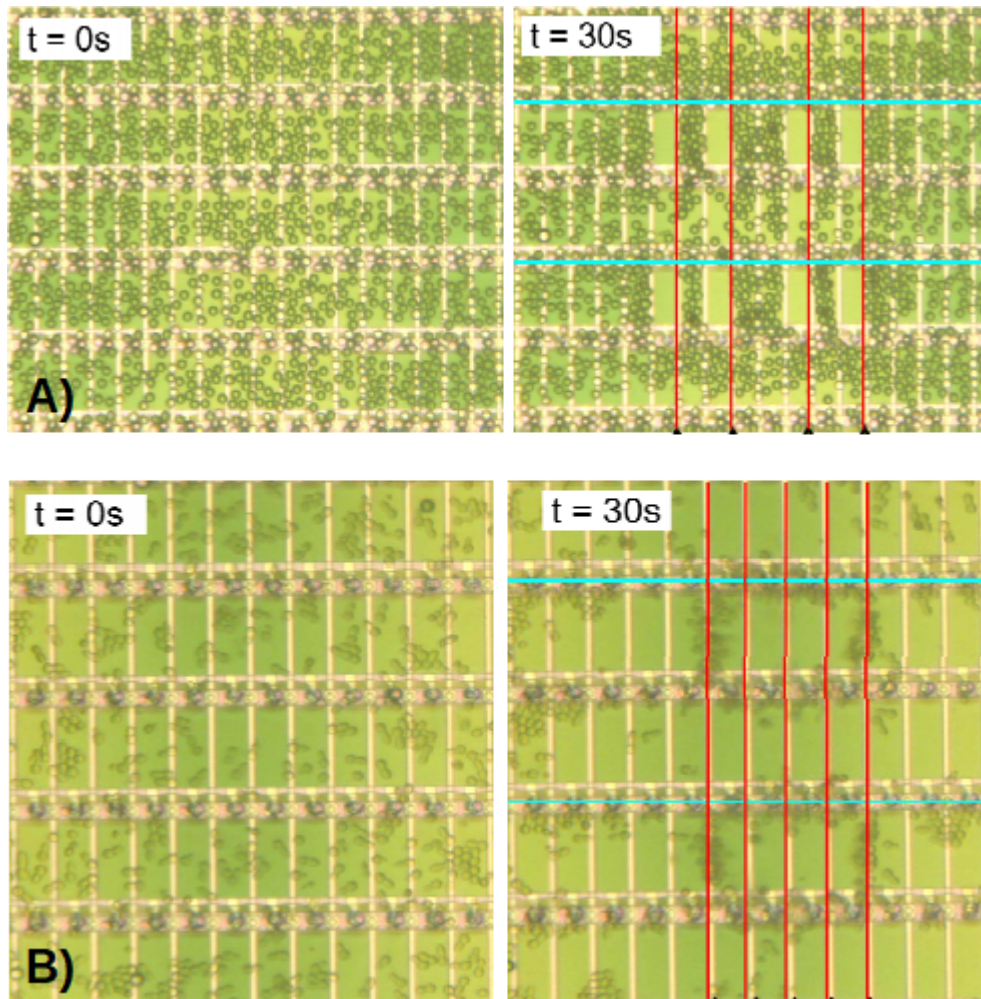 t = 0s
t = 30s
A)
t = 0s
t = 30s
B)